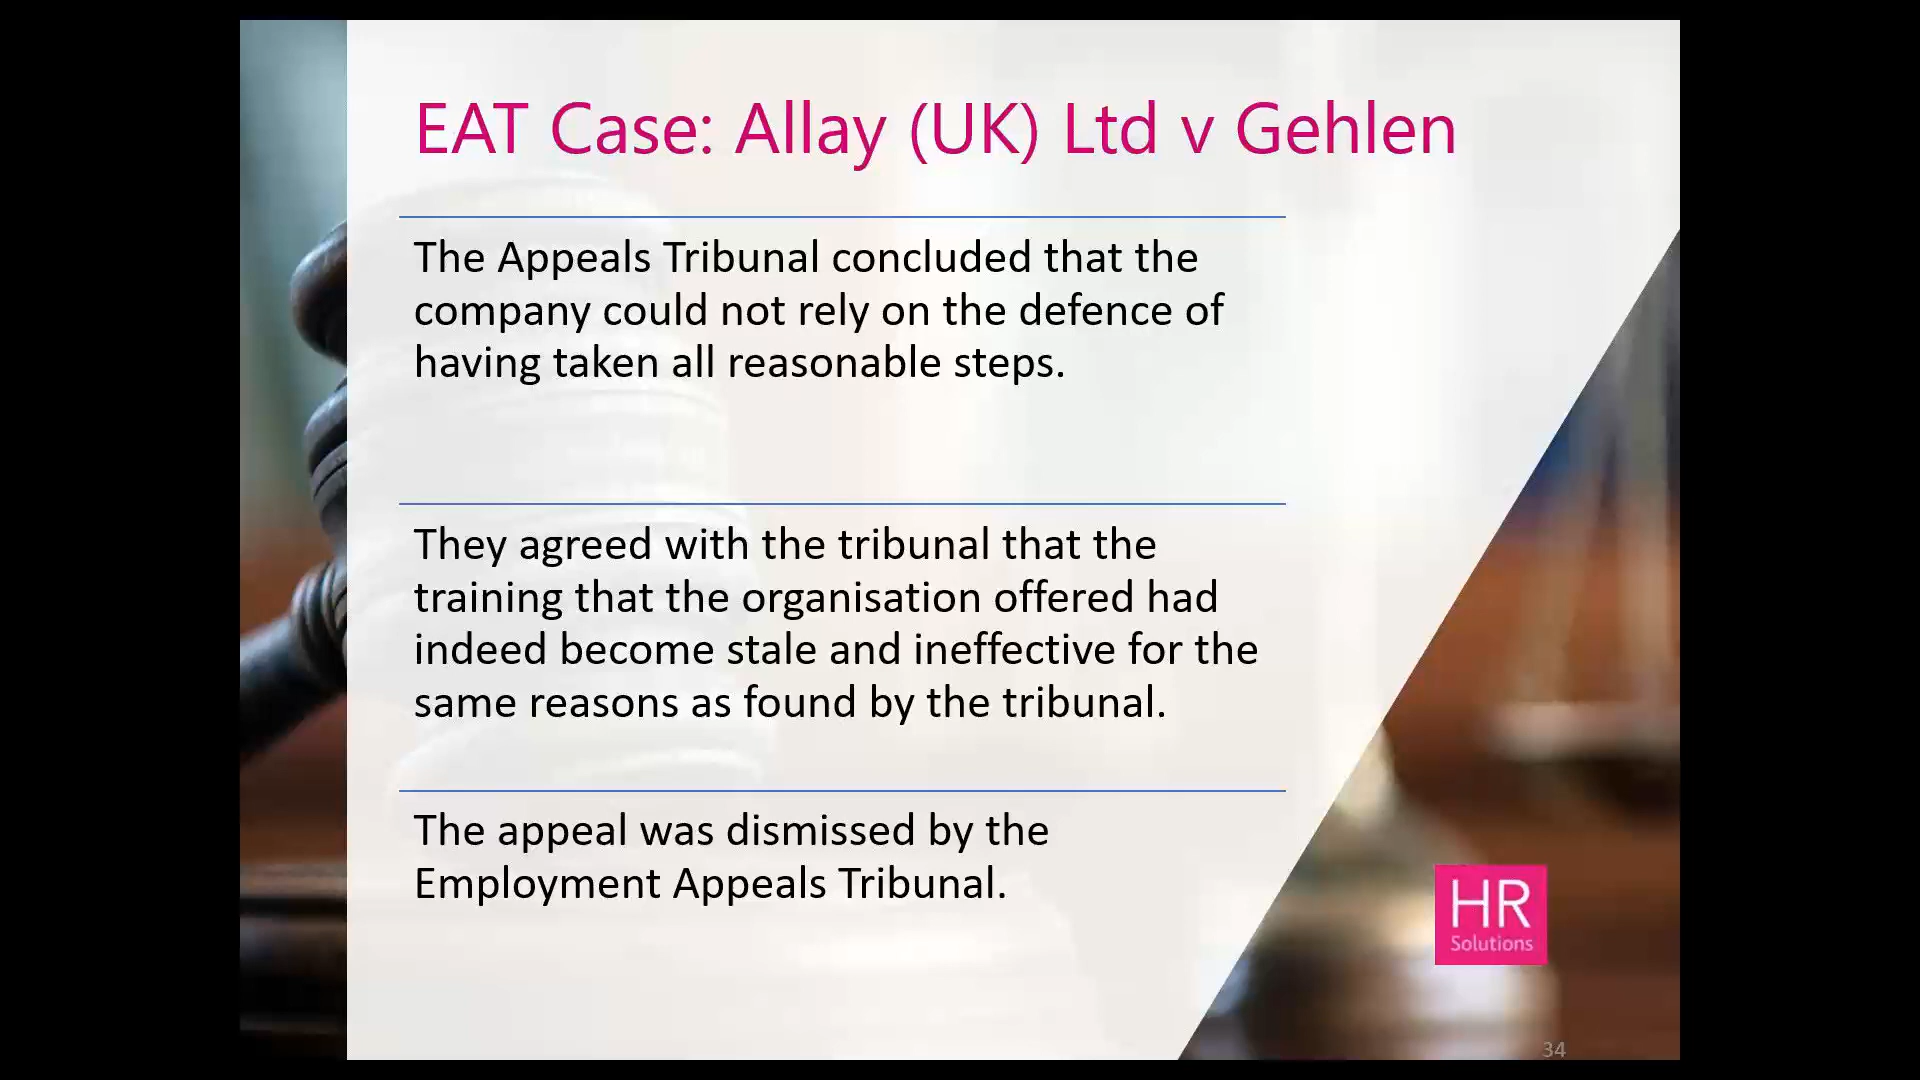 EAT Case: Allay (UK) Ltd v Gehlen
The Appeals Tribunal concluded that the
company could not rely on the defence of
having taken all reasonable steps.
They agreed with the tribunal that the
training that the organisation offered had
indeed become stale and ineffective for the
same reasons as found by the tribunal.
The appeal was dismissed by the
Employment Appeals Tribunal.
HR
Solutions
34